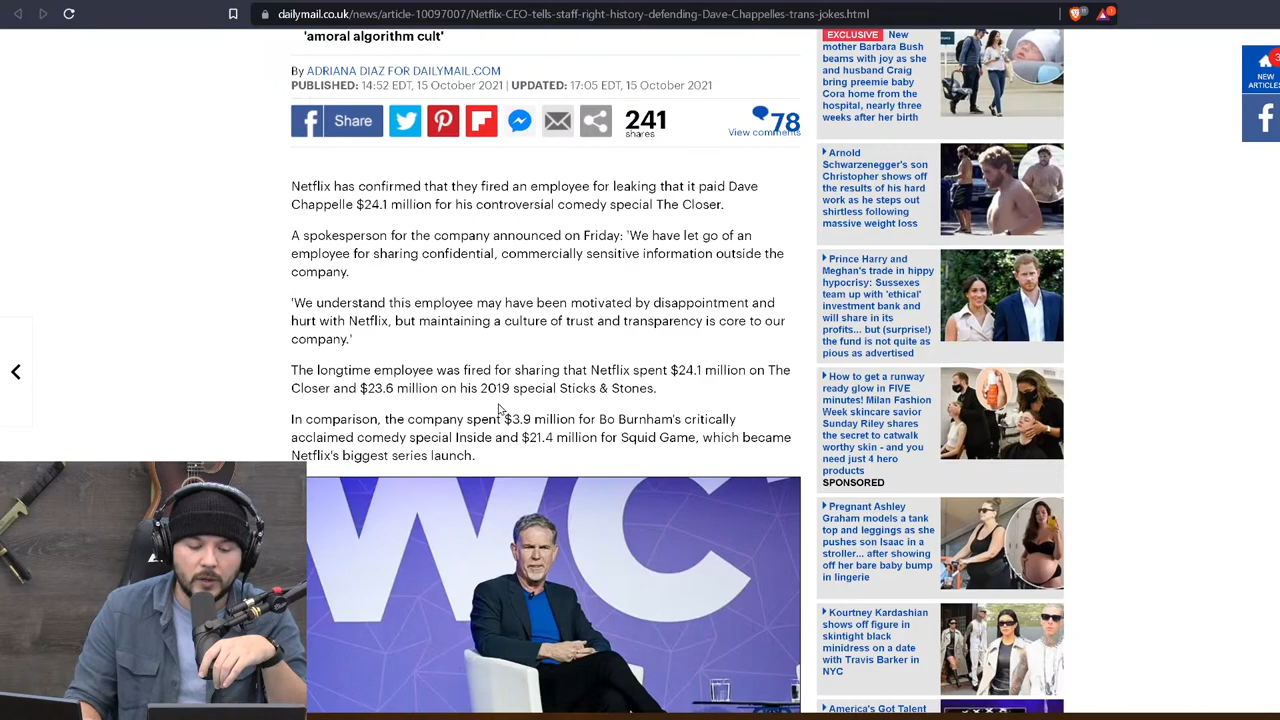 dailymail.co.uk/news/article-10097007/Netflix-CEO-tells-staff-right-history-defending-Dave-Chappelles-trans-jokes.html
'amoral algorithm cult'
By ADRIANA DIAZ FOR DAILYMAIL.COM
PUBLISHED: 14:52 EDT, 15 October 2021 | UPDATED: 17:05 EDT, 15 October 2021
Share
241
shares
78
View comments
Netflix has confirmed that they fired an employee for leaking that it paid Dave
Chappelle $24.1 million for his controversial comedy special The Closer.
A spokesperson for the company announced on Friday: 'We have let go of an
employee for sharing confidential, commercially sensitive information outside the
company.
'We understand this employee may have been motivated by disappointment and
hurt with Netflix, but maintaining a culture of trust and transparency is core to our
company.'
The longtime employee was fired for sharing that Netflix spent $24.1 million on The
Closer and $23.6 million on his 2019 special Sticks & Stones.
In comparison, the company spent $3.9 million for Bo Burnham's critically
acclaimed comedy special Inside and $21.4 million for Squid Game, which became
Netflix's biggest series launch.
WC
EXCLUSIVE New
mother Barbara Bush
beams with joy as she
and husband Craig
bring preemie baby
Cora home from the
hospital, nearly three
weeks after her birth
Arnold
Schwarzenegger's son
Christopher shows off
the results of his hard
work as he steps out
shirtless following
massive weight loss
Prince Harry and
Meghan's trade in hippy
hypocrisy: Sussexes
team up with 'ethical'
investment bank and
will share in its
profits... but (surprise!)
the fund is not quite as
pious as advertised
How to get a runway
ready glow in FIVE
minutes! Milan Fashion
Week skincare savior
Sunday Riley shares
the secret to catwalk
worthy skin - and you
need just 4 hero
products
SPONSORED
Pregnant Ashley
Graham models a tank
top and leggings as she
pushes son Isaac in a
stroller... after showing
off her bare baby bump
in lingerie
Kourtney Kardashian
shows off figure in
skintight black
minidress on a date
with Travis Barker in
NYC
America's Got Talent
3
NEW
ARTICLES